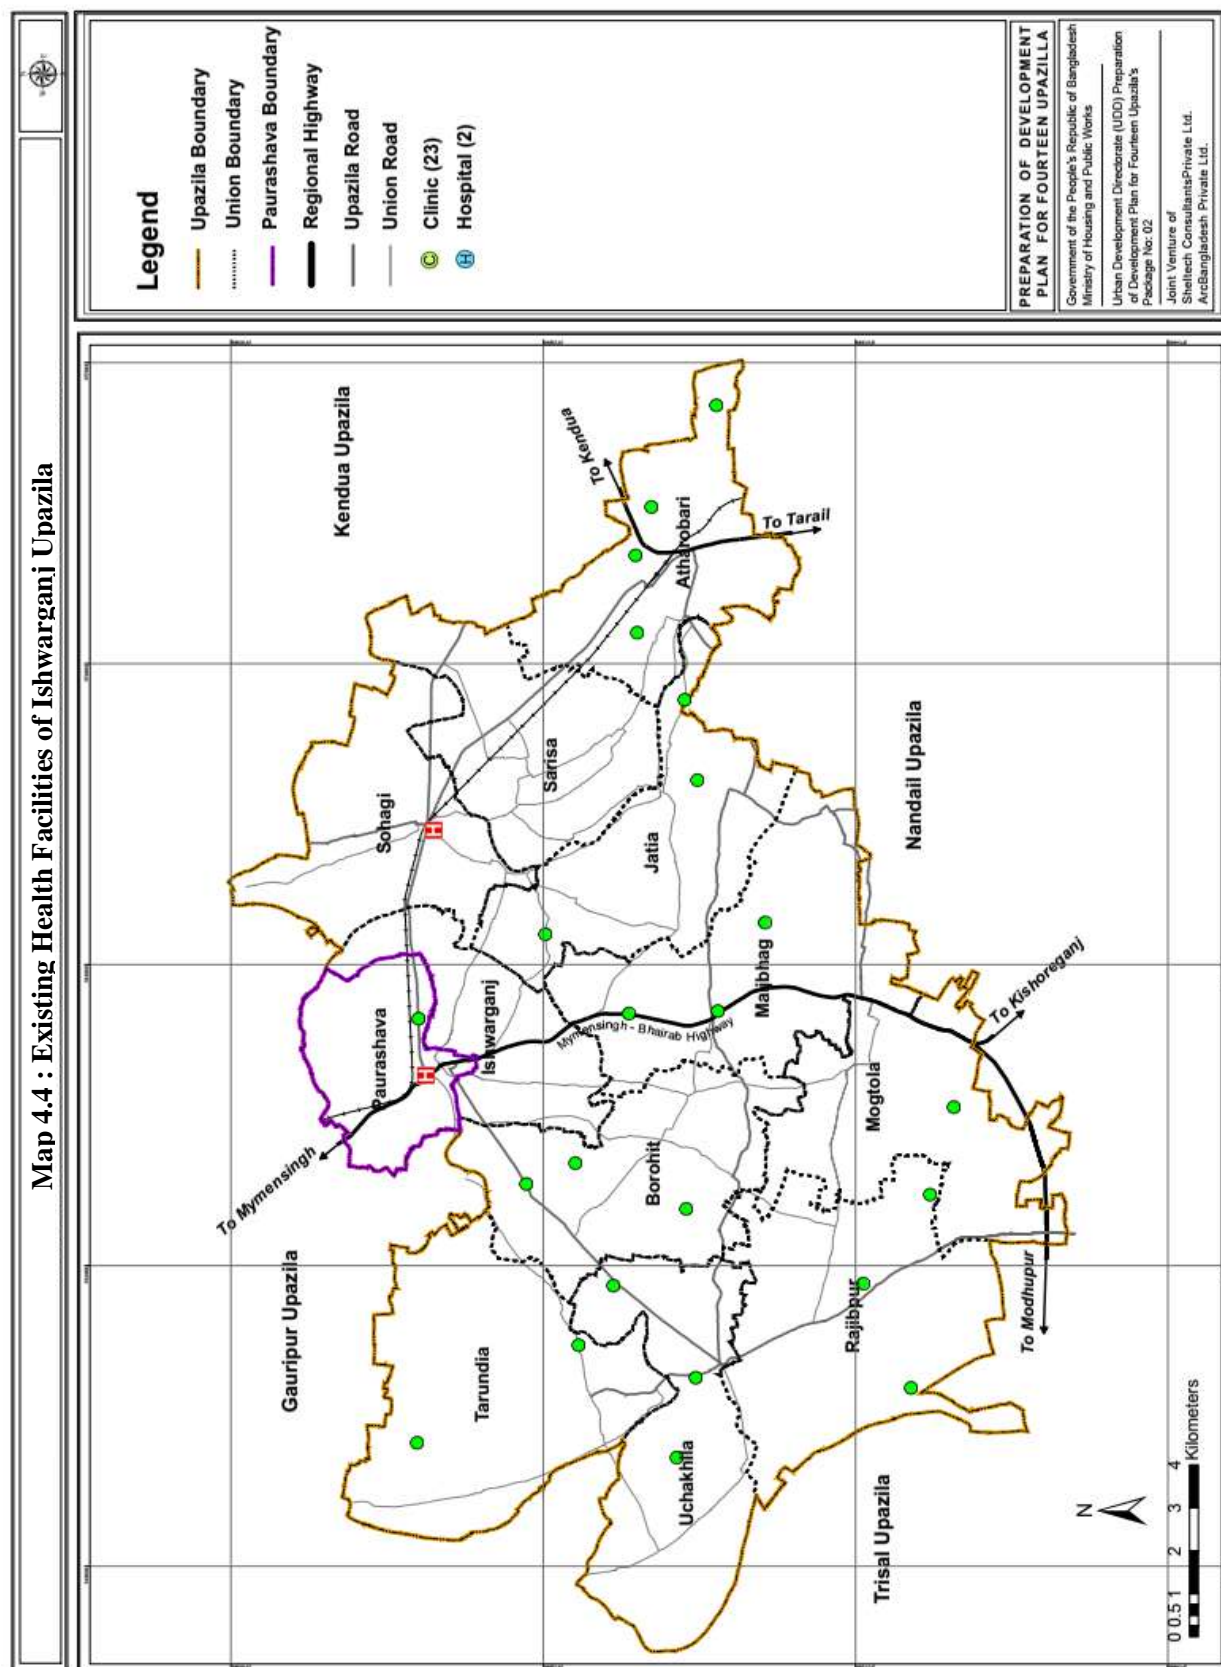 Map 4.4 : Existing Health Facilities of Ishwarganj Upazila
Legend
Upazila Boundary
Union Boundary
Paurashava Boundary
Regional Highway
Upazila Road
Union Road
C Clinic (23)
H Hospital (2)
PREPARATION OF DEVELOPMENT
PLAN FOR FOURTEEN UPAZILLA
Government of the People's Republic of Bangladesh
Ministry of Housing and Public Works
Urban Development Directorate (UDD) Preparation
of Development Plan for Fourteen Upazila's
Package No: 02
Joint Venture of
Sheltech ConsultantsPrivate Ltd.
ArcBangladesh Private Ltd.
Kendua Upazila
To Kendua
To Tarail
Atharobari
Sohagi
H
Sarisa
Jatia
Nandail Upazila
Paurashava
H
Ishwarganj
Mymensingh - Bhairab Highway
Maijbhag
To Kishoreganj
To Mymensingh
Borohit
Mogtola
Gauripur Upazila
Tarundia
Rajibpur
To Modhupur
Uchakhila
Trisal Upazila
N
0 0.5 1 2 3 4
Kilometers